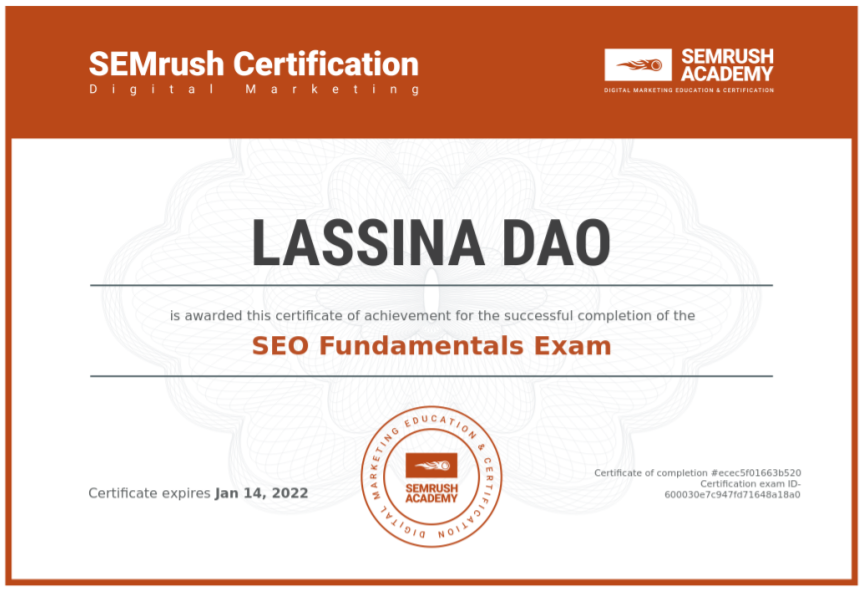 SEMrush Certification
Digital Marketing
SEMRUSH
ACADEMY
DIGITAL MARKETING EDUCATION & CERTIFICATION
LASSINA DAO
is awarded this certificate of achievement for the successful completion of the
SEO Fundamentals Exam
DIGITAL MARKETING EDUCATION & CERTIFICATION
SEMRUSH
ACADEMY
Certificate expires Jan 14, 2022
Certificate of completion #ecec5f01663b520
Certification exam ID-
600030e7c947fd71648a18a0